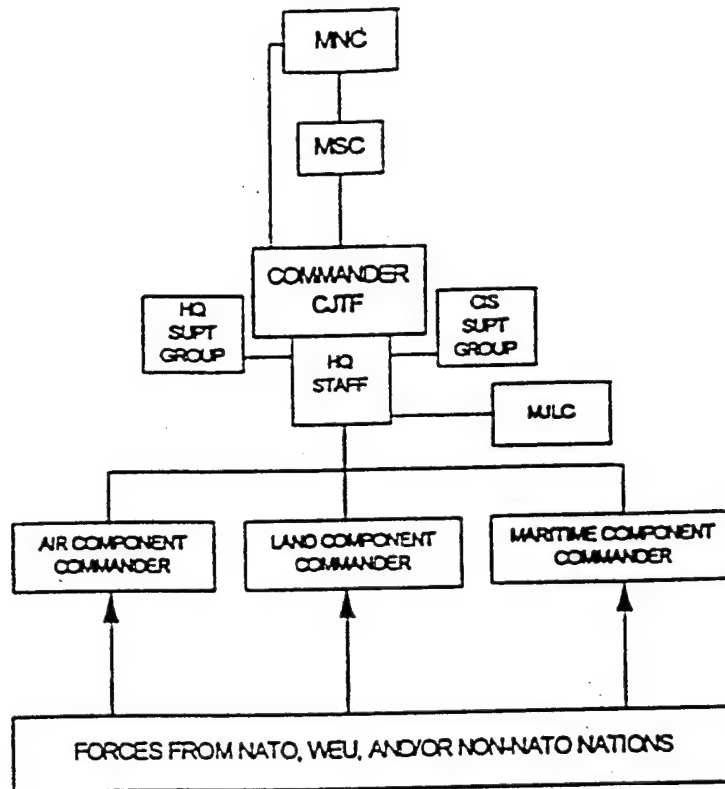 MNC
MSC
COMMANDER
CJTF
HQ
SUPT
GROUP
CIS
SUPT
GROUP
HQ
STAFF
MJLC
AIR COMPONENT
COMMANDER
LAND COMPONENT
COMMANDER
MARITIME COMPONENT
COMMANDER
FORCES FROM NATO, WEU, AND/OR NON-NATO NATIONS